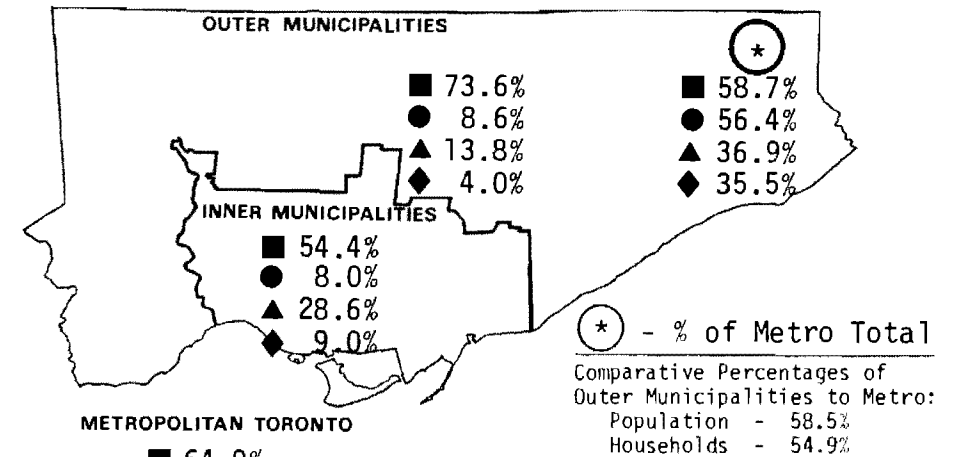 OUTER MUNICIPALITIES
*
■ 73.6%
● 8.6%
▲ 13.8%
◆ 4.0%
■ 58.7%
● 56.4%
▲ 36.9%
◆ 35.5%
INNER MUNICIPALITIES
■ 54.4%
● 8.0%
▲ 28.6%
◆ 9.0%
* - % of Metro Total
Comparative Percentages of
Outer Municipalities to Metro:
Population - 58.5%
Households - 54.9%
METROPOLITAN TORONTO